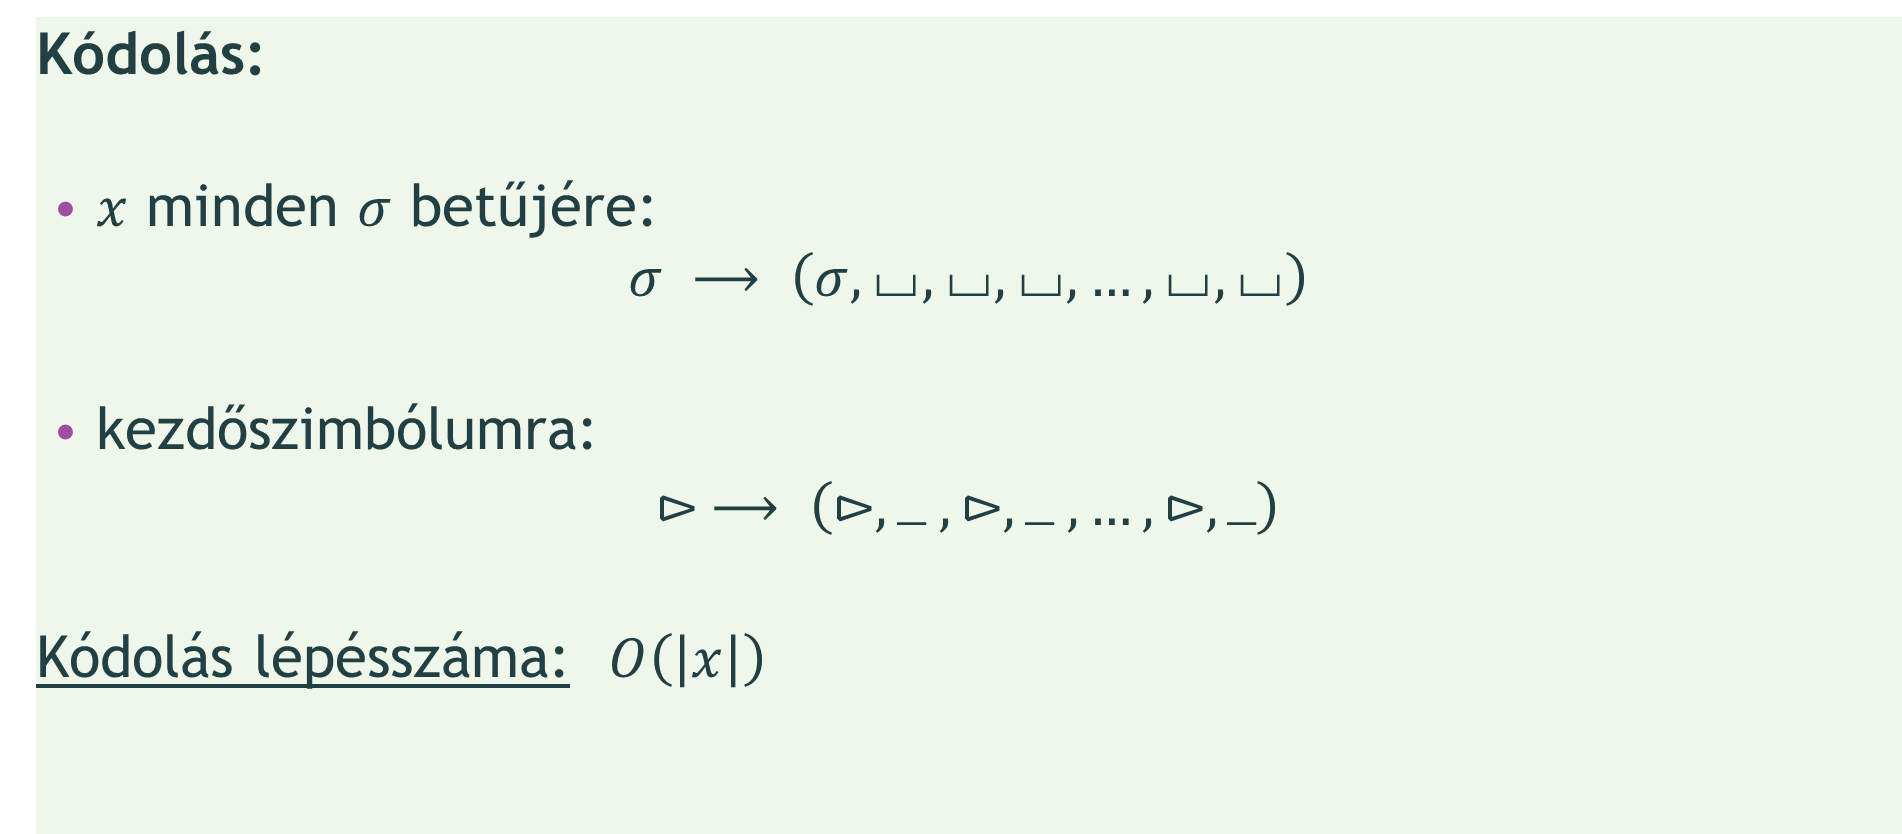 Kódolás:
• 𝑥 minden 𝜎 betűjére:
𝜎 ⟶ (𝜎, ⊔, ⊔, ⊔, … , ⊔, ⊔)
• kezdőszimbólumra:
⊳ ⟶ (⊳, _ , ⊳, _ , … , ⊳, _)
Kódolás lépésszáma: 𝑂(|𝑥|)